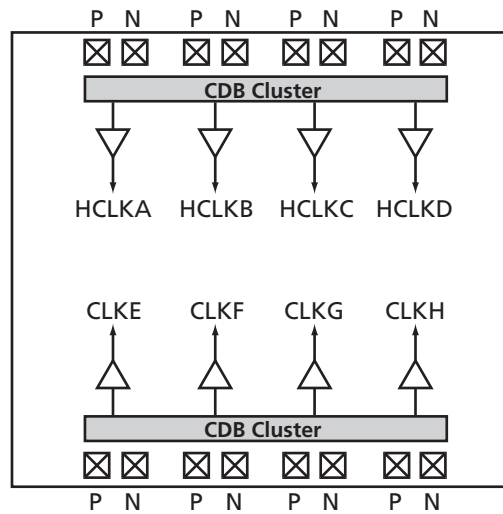 P N P N P N P N
CDB Cluster
HCLKA HCLKB HCLKC HCLKD
CLKE CLKF CLKG CLKH
CDB Cluster
P N P N P N P N